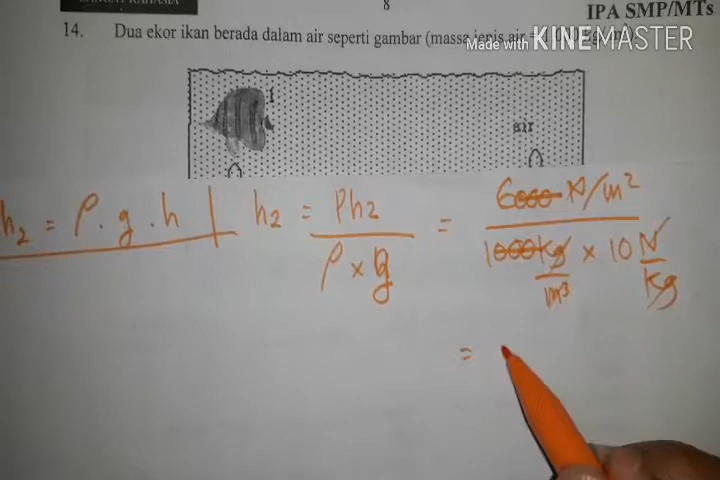 8
IPA SMP/MTs
14. Dua ekor ikan berada dalam air seperti gambar (massa jenis air =
Made with KINEMASTER
1
air
h₂ = ρ . g . h | h₂ = Ph₂ / ρ × g = 6000 N/m² / 1000 kg/m³ × 10 N/kg
=